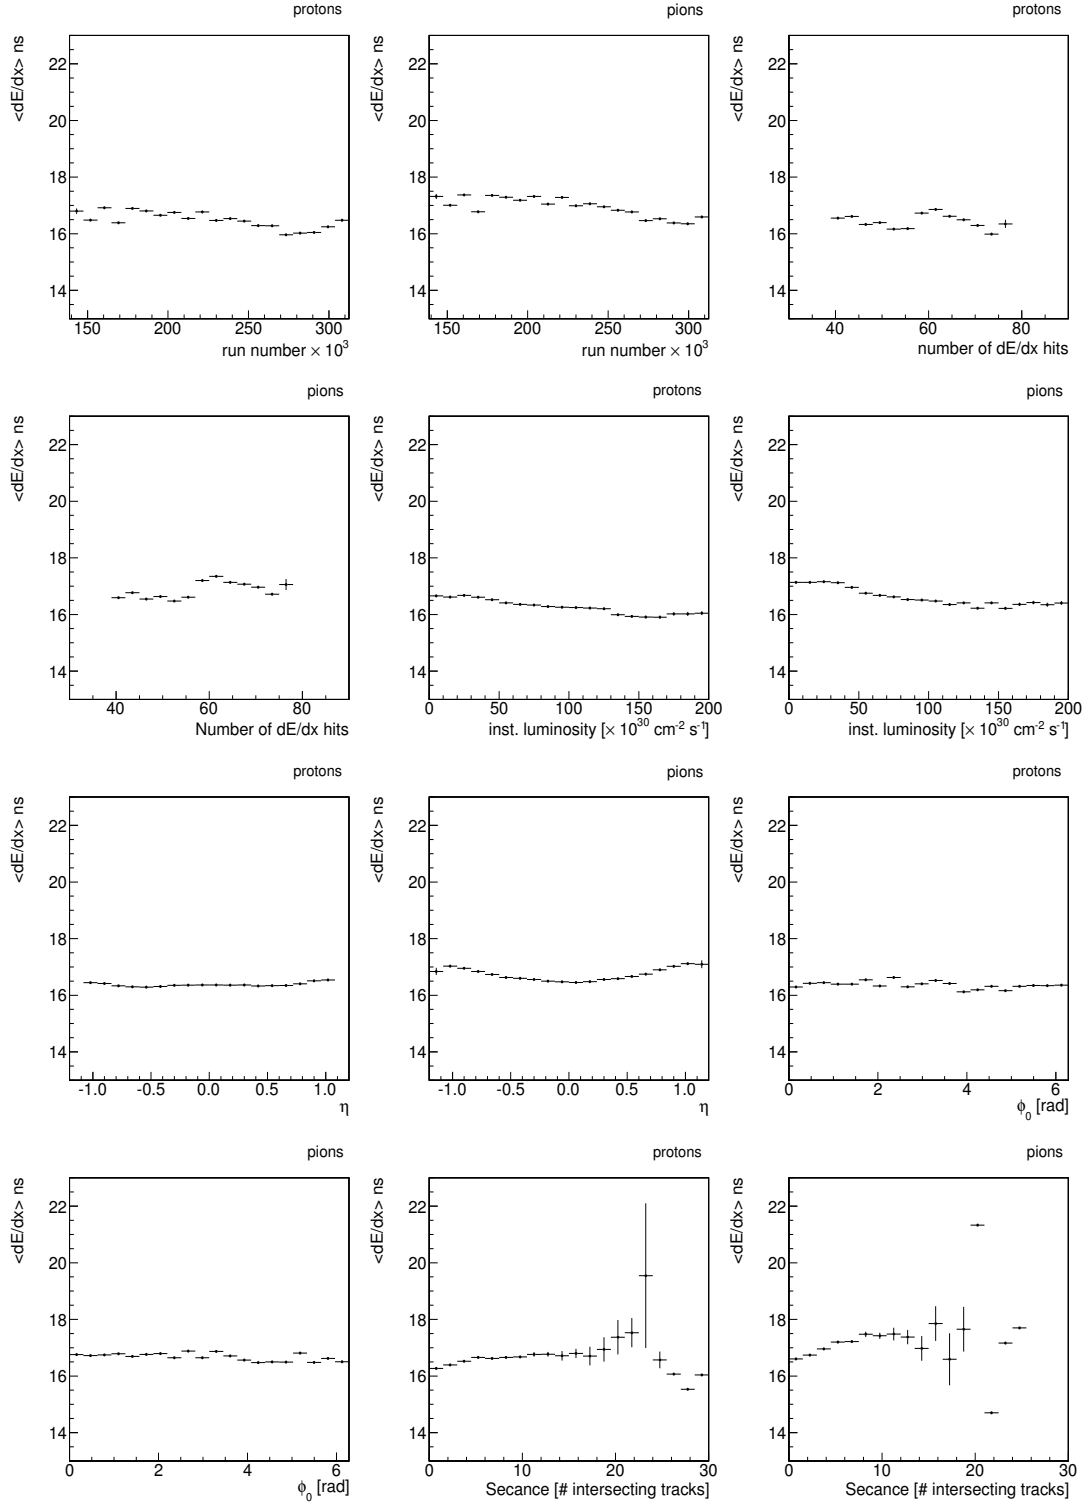 protons
pions
protons
<dE/dx> ns
<dE/dx> ns
<dE/dx> ns
22
20
18
16
14
22
20
18
16
14
22
20
18
16
14
150 200 250 300
150 200 250 300
40 60 80
run number × 10³
run number × 10³
number of dE/dx hits
pions
protons
pions
<dE/dx> ns
<dE/dx> ns
<dE/dx> ns
22
20
18
16
14
22
20
18
16
14
22
20
18
16
14
40 60 80
0 50 100 150 200
0 50 100 150 200
Number of dE/dx hits
inst. luminosity [× 10³⁰ cm⁻² s⁻¹]
inst. luminosity [× 10³⁰ cm⁻² s⁻¹]
protons
pions
protons
<dE/dx> ns
<dE/dx> ns
<dE/dx> ns
22
20
18
16
14
22
20
18
16
14
22
20
18
16
14
-1.0 -0.5 0.0 0.5 1.0
-1.0 -0.5 0.0 0.5 1.0
0 2 4 6
η
η
ϕ₀ [rad]
pions
protons
pions
<dE/dx> ns
<dE/dx> ns
<dE/dx> ns
22
20
18
16
14
22
20
18
16
14
22
20
18
16
14
0 2 4 6
0 10 20 30
0 10 20 30
ϕ₀ [rad]
Secance [# intersecting tracks]
Secance [# intersecting tracks]